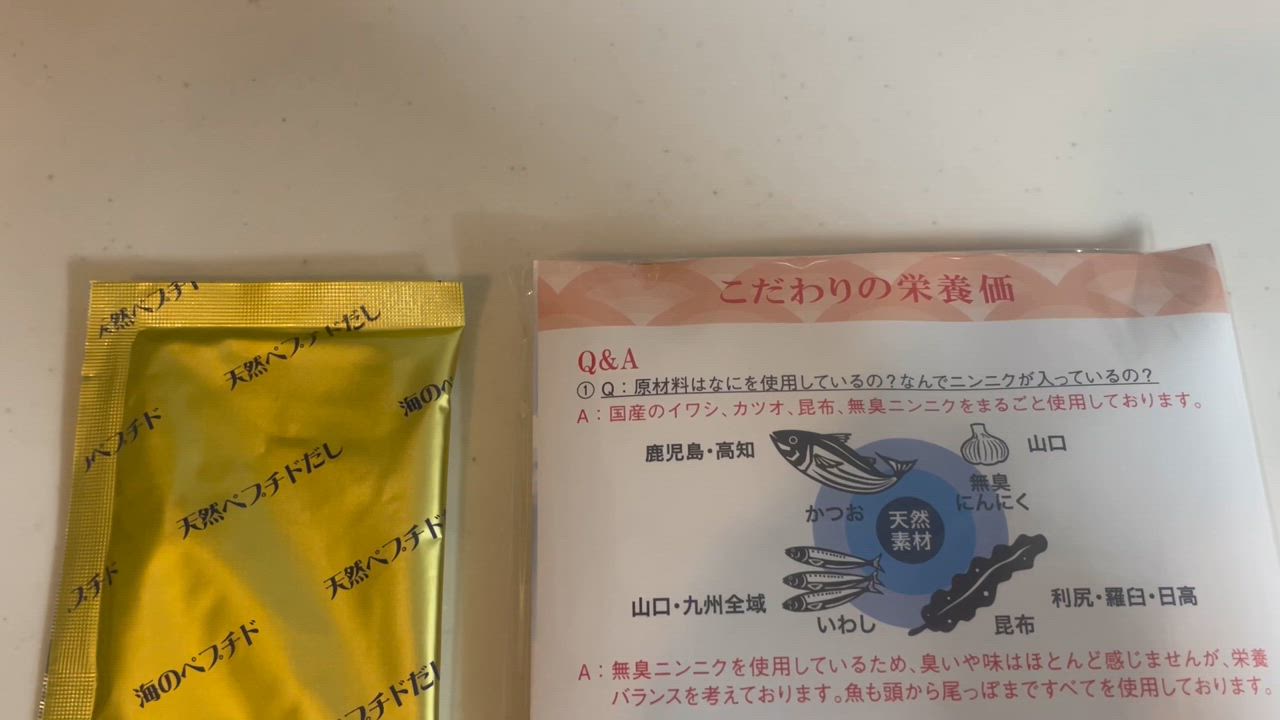 天然ペプチ
天然ペプチドだし
海のペ
ペプチド
天然ペプチドだし
天然ペプチド
プチド
海のペプチド
プチドだし
こだわりの栄養価
Q&A
① Q：原材料はなにを使用しているの？なんでニンニクが入っているの？
A：国産のイワシ、カツオ、昆布、無臭ニンニクをまるごと使用しております。
鹿児島・高知
山口
かつお
無臭
にんにく
天然
素材
山口・九州全域
いわし
利尻・羅臼・日高
昆布
A：無臭ニンニクを使用しているため、臭いや味はほとんど感じませんが、栄養
バランスを考えております。魚も頭から尾っぽまですべてを使用しております。